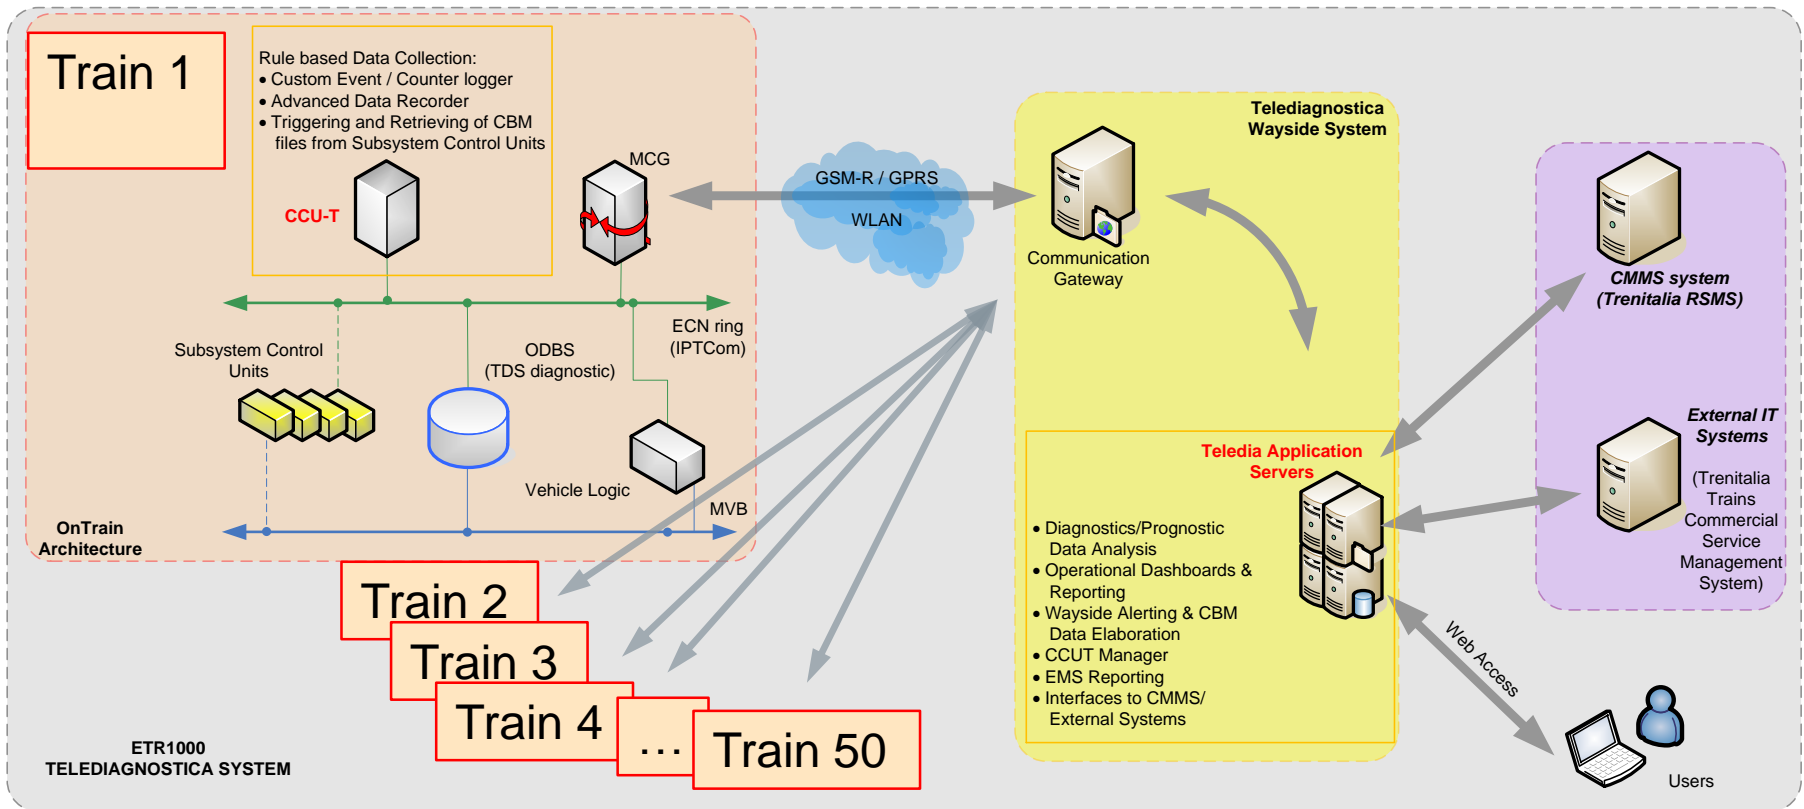 Train 1
Rule based Data Collection:
• Custom Event / Counter logger
• Advanced Data Recorder
• Triggering and Retrieving of CBM
files from Subsystem Control Units
CCU-T
MCG
ECN ring
(IPTCom)
Subsystem Control
Units
ODBS
(TDS diagnostic)
Vehicle Logic
MVB
OnTrain
Architecture
GSM-R / GPRS
WLAN
Telediagnostica
Wayside System
Communication
Gateway
Teledia Application
Servers
• Diagnostics/Prognostic
Data Analysis
• Operational Dashboards &
Reporting
• Wayside Alerting & CBM
Data Elaboration
• CCUT Manager
• EMS Reporting
• Interfaces to CMMS/
External Systems
CMMS system
(Trenitalia RSMS)
External IT
Systems
(Trenitalia
Trains
Commercial
Service
Management
System)
Web Access
Users
Train 2
Train 3
Train 4
...
Train 50
ETR1000
TELEDIAGNOSTICA SYSTEM